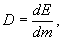 D = dE/dm,